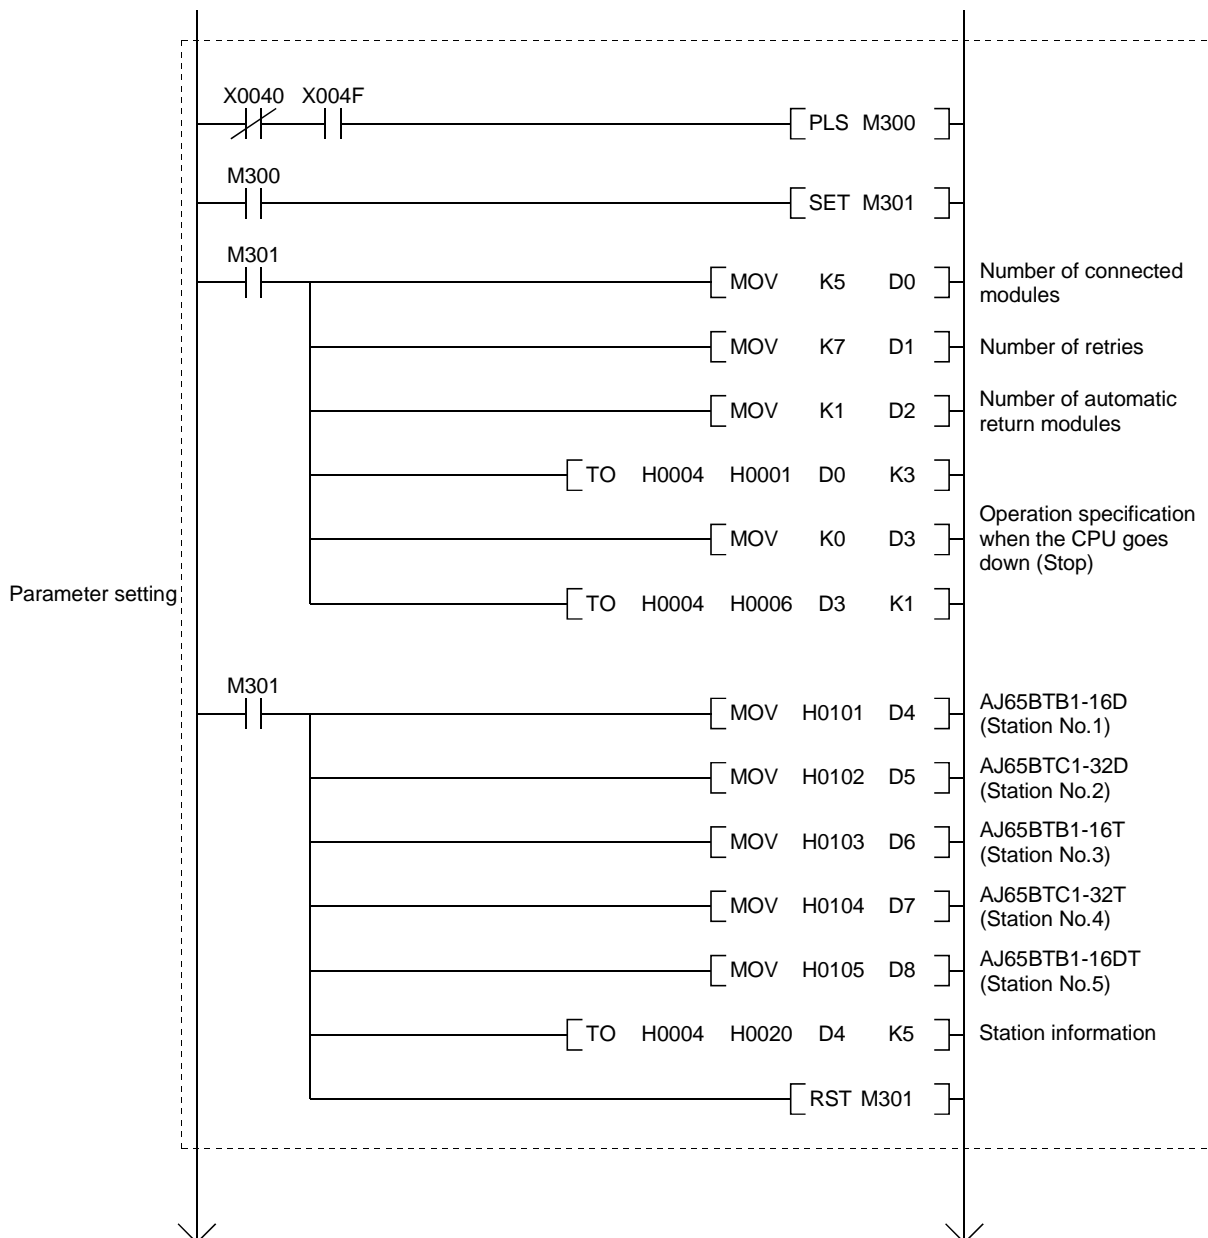 X0040 X004F
PLS M300
M300
SET M301
M301
MOV K5 D0
Number of connected
modules
MOV K7 D1
Number of retries
MOV K1 D2
Number of automatic
return modules
TO H0004 H0001 D0 K3
MOV K0 D3
Operation specification
when the CPU goes
down (Stop)
Parameter setting
TO H0004 H0006 D3 K1
M301
MOV H0101 D4
AJ65BTB1-16D
(Station No.1)
MOV H0102 D5
AJ65BTC1-32D
(Station No.2)
MOV H0103 D6
AJ65BTB1-16T
(Station No.3)
MOV H0104 D7
AJ65BTC1-32T
(Station No.4)
MOV H0105 D8
AJ65BTB1-16DT
(Station No.5)
TO H0004 H0020 D4 K5
Station information
RST M301